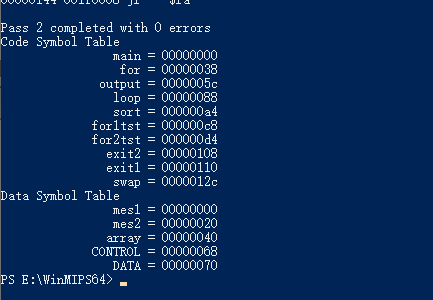 00000144 00110008 jr    $ra
Pass 2 completed with 0 errors
Code Symbol Table
main = 00000000
for = 00000038
output = 0000005c
loop = 00000088
sort = 000000a4
for1tst = 000000c8
for2tst = 000000d4
exit2 = 00000108
exit1 = 00000110
swap = 0000012c
Data Symbol Table
mes1 = 00000000
mes2 = 00000020
array = 00000040
CONTROL = 00000068
DATA = 00000070
PS E:\WinMIPS64>